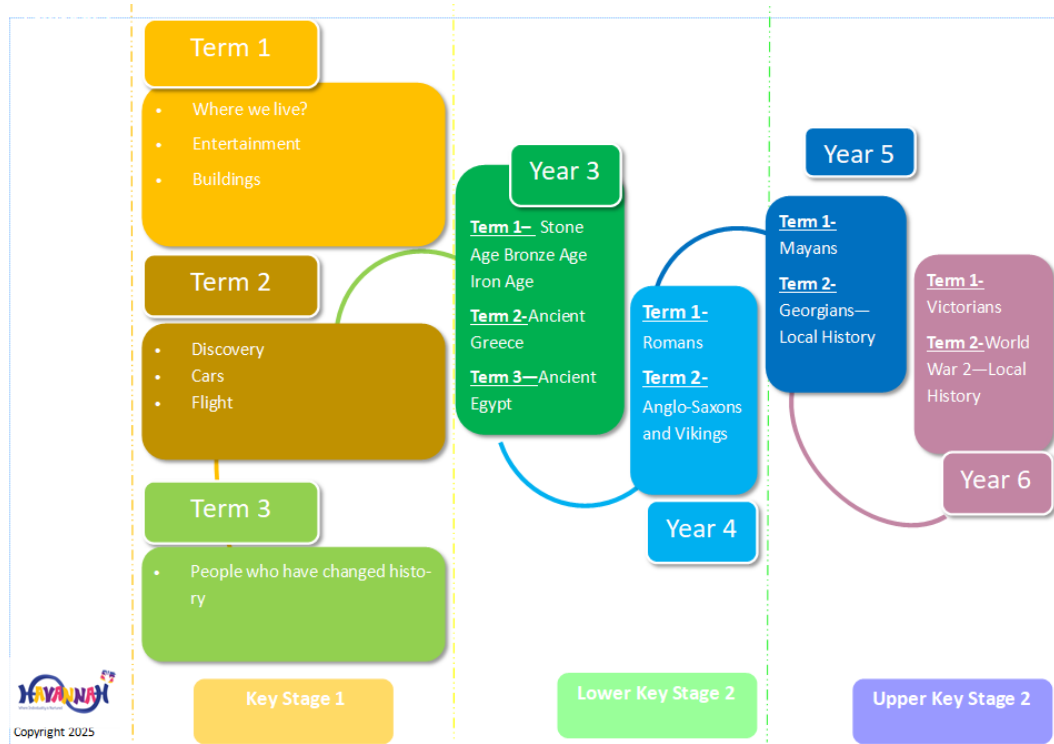 Term 1
• Where we live?
• Entertainment
• Buildings
Term 2
• Discovery
• Cars
• Flight
Term 3
• People who have changed histo-
ry
Key Stage 1
Year 3
Term 1– Stone
Age Bronze Age
Iron Age
Term 2-Ancient
Greece
Term 3—Ancient
Egypt
Term 1-
Romans
Term 2-
Anglo-Saxons
and Vikings
Year 4
Lower Key Stage 2
Year 5
Term 1-
Mayans
Term 2-
Georgians—
Local History
Term 1-
Victorians
Term 2-World
War 2—Local
History
Year 6
Upper Key Stage 2
HAVANNAH
Copyright 2025